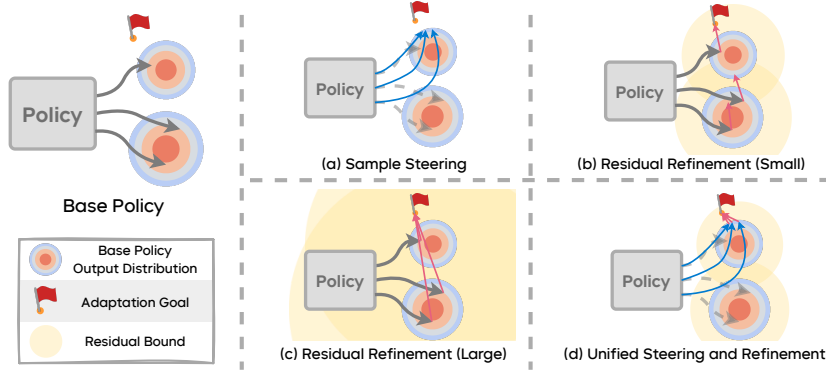 Policy
Base Policy
Base Policy
Output Distribution
Adaptation Goal
Residual Bound
Policy
(a) Sample Steering
Policy
(b) Residual Refinement (Small)
Policy
(c) Residual Refinement (Large)
Policy
(d) Unified Steering and Refinement